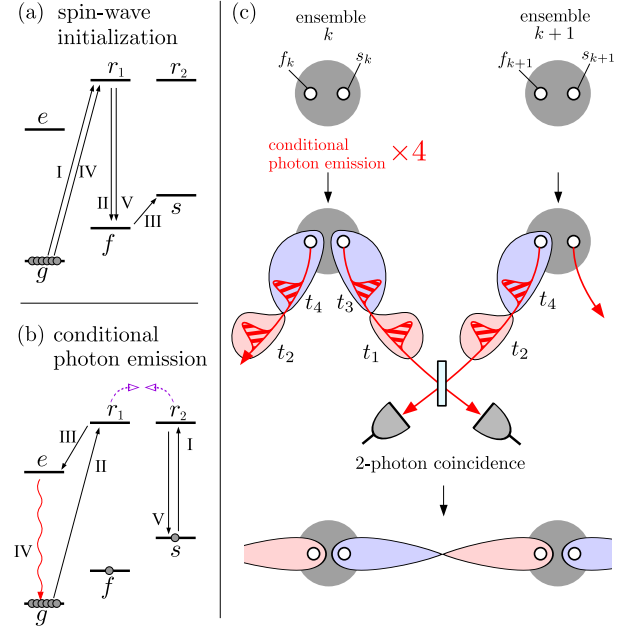 (a) spin-wave
initialization
r₁ r₂
e
I IV
II V III
s
f
g
(b) conditional
photon emission
r₁ r₂
III
e
I
II
V
IV
s
f
g
(c) ensemble
k
ensemble
k + 1
fₖ sₖ
fₖ₊₁ sₖ₊₁
conditional
photon emission ×4
t₄ t₃ t₄
t₂ t₁ t₂
2-photon coincidence